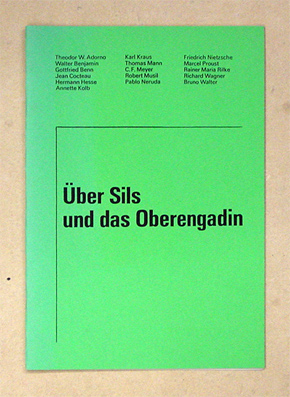 Theodor W. Adorno
Walter Benjamin
Gottfried Benn
Jean Cocteau
Hermann Hesse
Annette Kolb
Karl Kraus
Thomas Mann
C.F. Meyer
Robert Musil
Pablo Neruda
Friedrich Nietzsche
Marcel Proust
Rainer Maria Rilke
Richard Wagner
Bruno Walter
Über Sils
und das Oberengadin